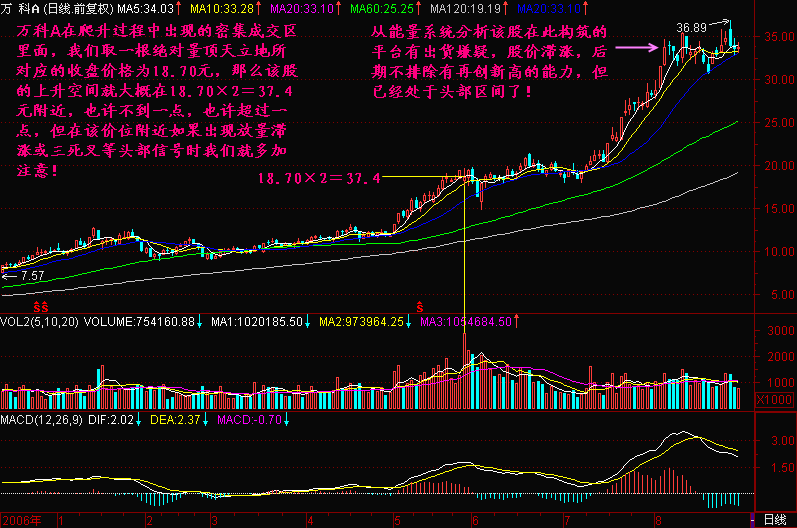 万 科A (日线.前复权) MA5:34.03↑ MA10:33.28↑ MA20:33.10↑ MA60:25.25↑ MA120:19.19↑ MA20:33.15↑
万科A在爬升过程中出现的密集成交区
里面，我们取一根绝对量顶天立地所
对应的收盘价格为18.70元，那么该股
的上升空间就大概在18.70×2＝37.4
元附近，也许不到一点，也许超过一
点，但在该价位附近如果出现放量滞
涨或三死叉等头部信号时我们就多加
注意！
从能量系统分析该股在此构筑的
平台有出货嫌疑，股价滞涨，后
期不排除有再创新高的能力，但
已经处于头部区间了！
36.89
35.00
30.00
25.00
20.00
15.00
10.00
5.00
18.70×2＝37.4
←7.57
S S
S
VOL2(5,10,20) VOLUME:754160.88↓ MA1:1020185.50↓ MA2:973964.25↓ MA3:1054684.50↑
3000
2000
1000
X1000
MACD(12,26,9) DIF:2.02↓ DEA:2.37↓ MACD:-0.70↓
3.00
1.50
2006年 1 2 3 4 5 6 7 8 日线